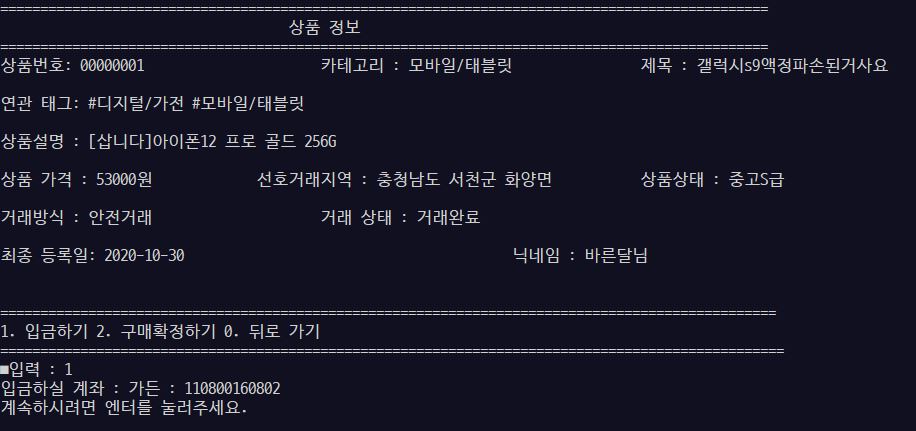 ================================================================================================
상품 정보
================================================================================================
상품번호: 00000001 카테고리 : 모바일/태블릿 제목 : 갤럭시s9액정파손된거사요
연관 태그: #디지털/가전 #모바일/태블릿
상품설명 : [삽니다]아이폰12 프로 골드 256G
상품 가격 : 53000원 선호거래지역 : 충청남도 서천군 화양면 상품상태 : 중고S급
거래방식 : 안전거래 거래 상태 : 거래완료
최종 등록일: 2020-10-30 닉네임 : 바른달님
=================================================================================================
1. 입금하기 2. 구매확정하기 0. 뒤로 가기
==================================================================================================
■입력 : 1
입금하실 계좌 : 가든 : 110800160802
계속하시려면 엔터를 눌러주세요.